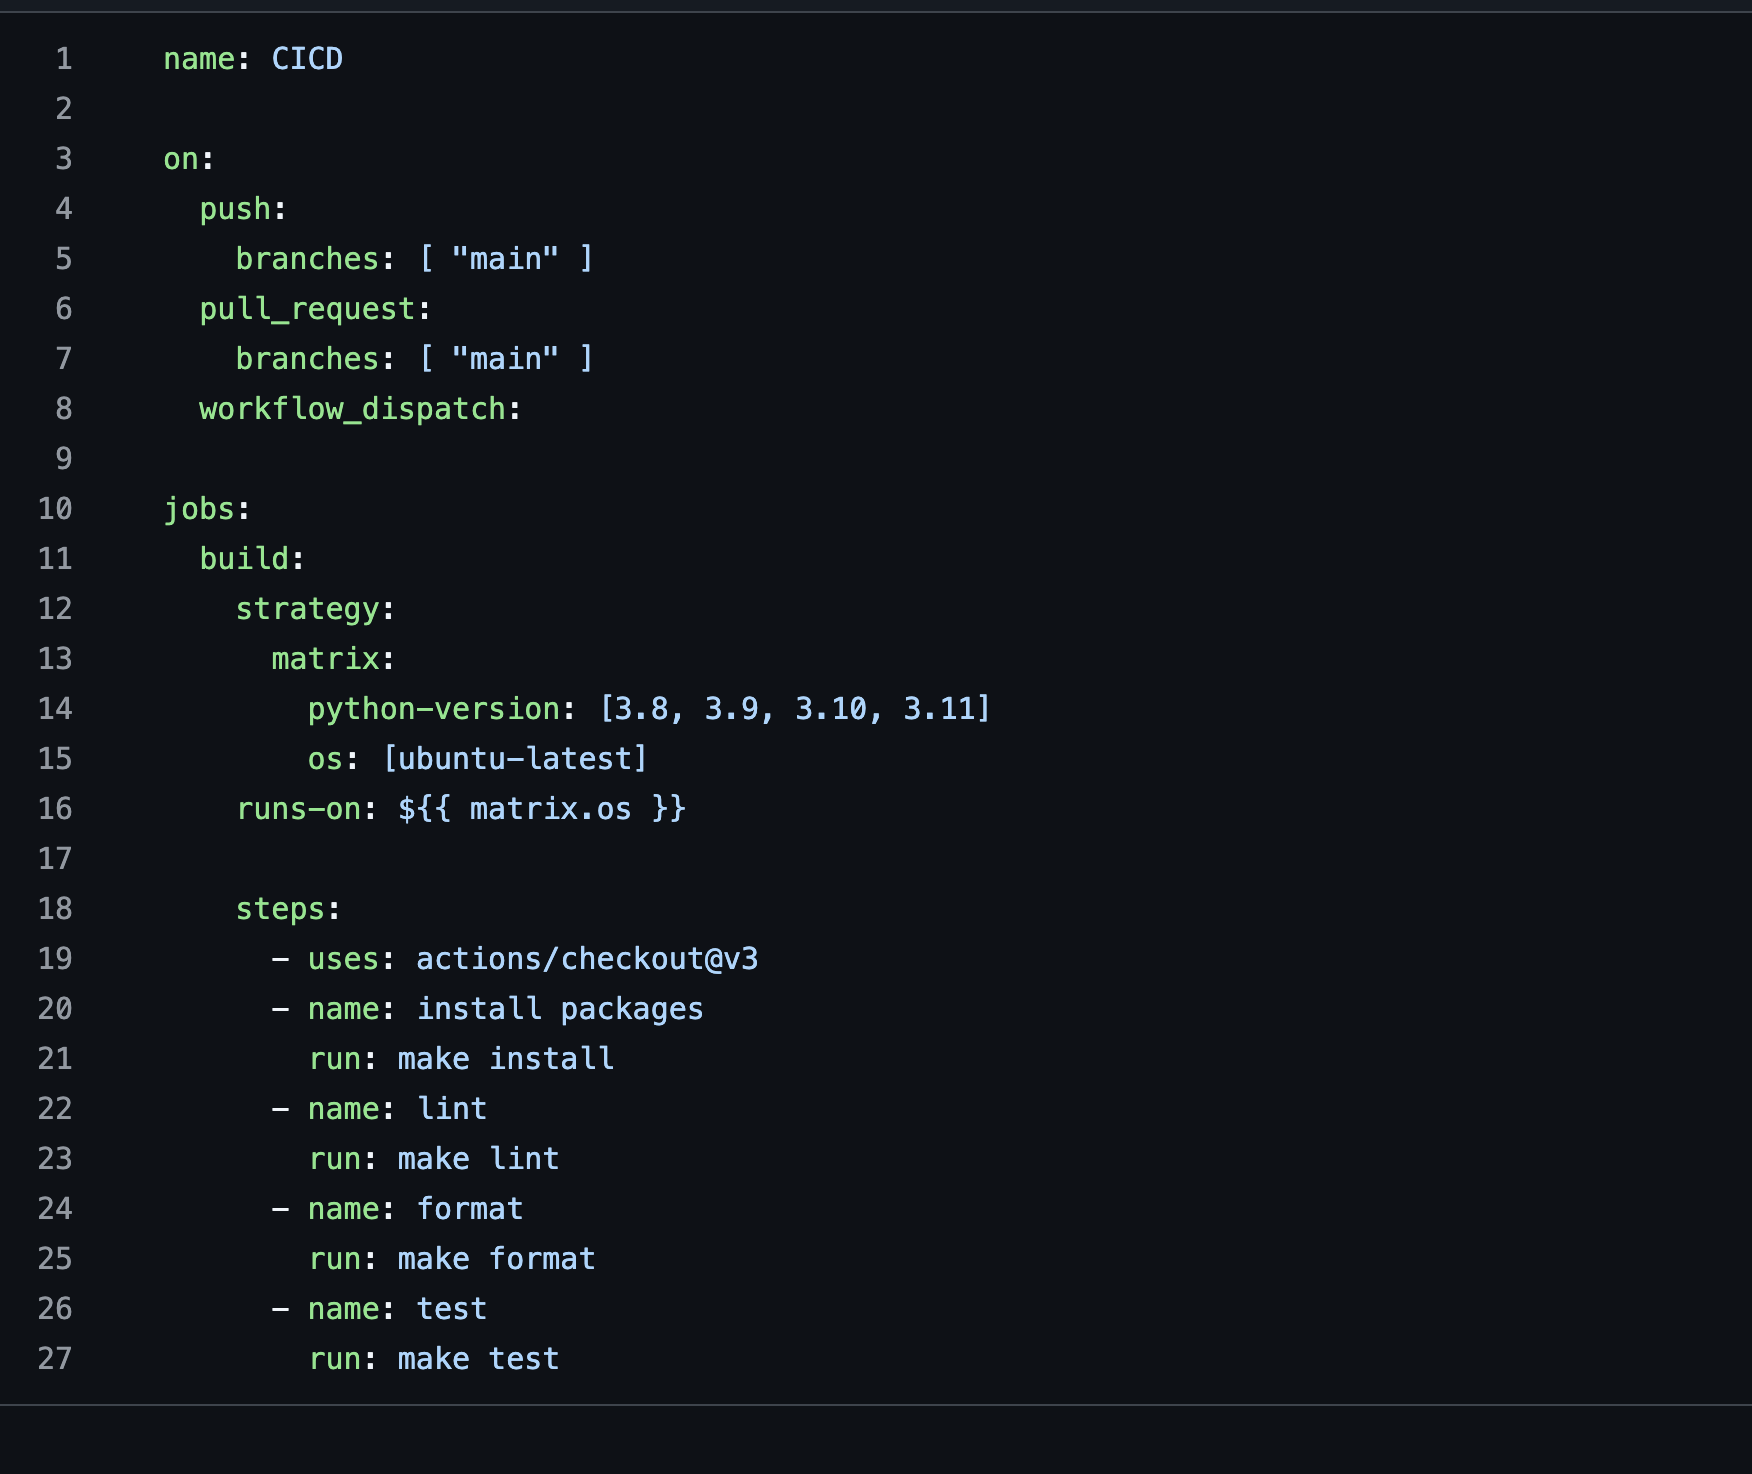 1 name: CICD
2
3 on:
4   push:
5     branches: [ "main" ]
6   pull_request:
7     branches: [ "main" ]
8   workflow_dispatch:
9
10 jobs:
11   build:
12     strategy:
13       matrix:
14         python-version: [3.8, 3.9, 3.10, 3.11]
15         os: [ubuntu-latest]
16     runs-on: ${{ matrix.os }}
17
18     steps:
19       - uses: actions/checkout@v3
20       - name: install packages
21         run: make install
22       - name: lint
23         run: make lint
24       - name: format
25         run: make format
26       - name: test
27         run: make test